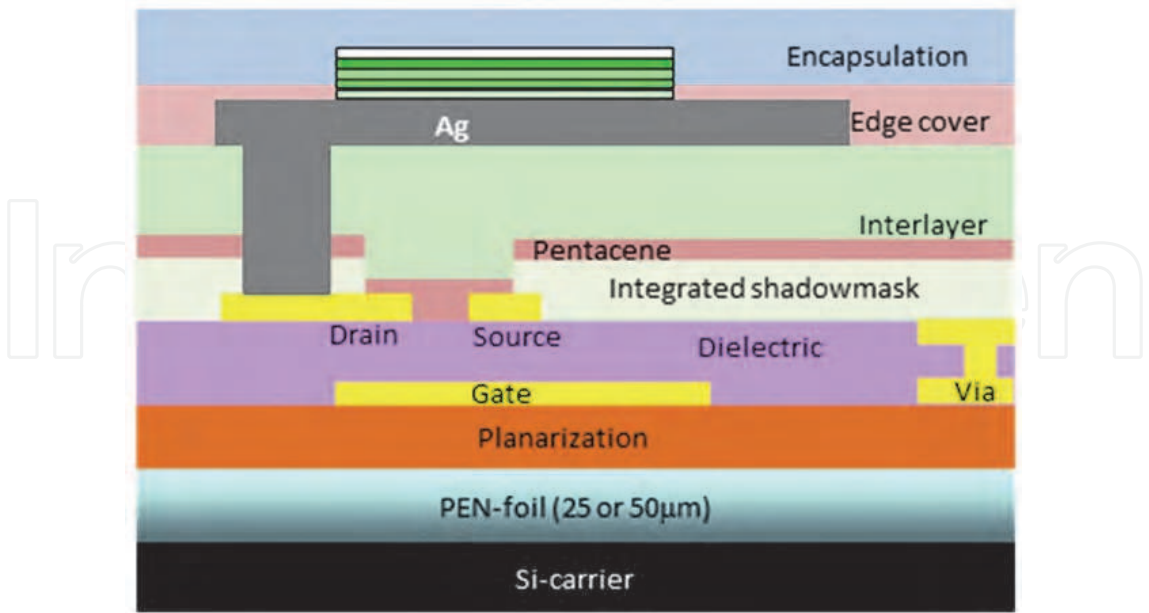 Encapsulation
Ag
Edge cover
Interlayer
Pentacene
Integrated shadowmask
Drain
Source
Dielectric
Gate
Via
Planarization
PEN-foil (25 or 50μm)
Si-carrier